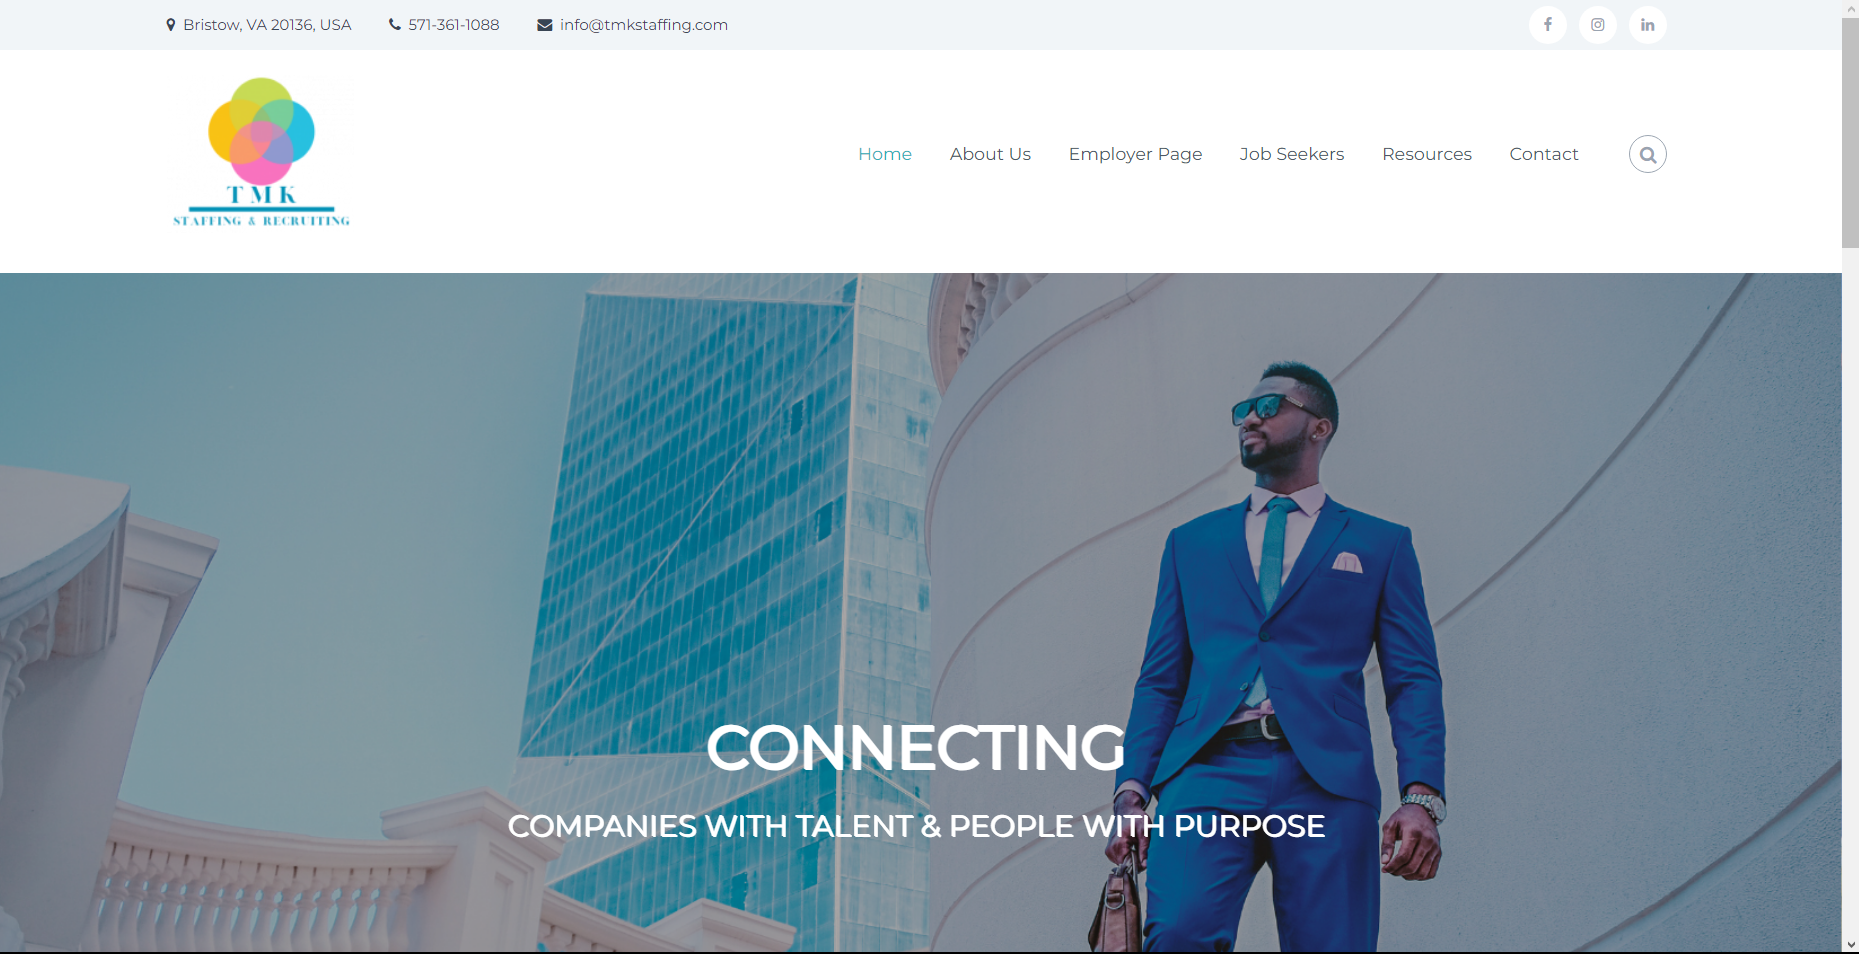 Bristow, VA 20136, USA 571-361-1088 info@tmkstaffing.com
TMK
STAFFING & RECRUITING
Home About Us Employer Page Job Seekers Resources Contact
CONNECTING
COMPANIES WITH TALENT & PEOPLE WITH PURPOSE